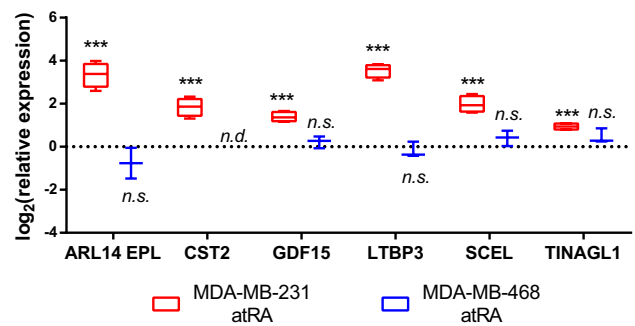 log2(relative expression)
6
4
2
0
-2
-4
***
***
***
***
***
***
n.s.
n.d.
n.s.
n.s.
n.s.
n.s.
ARL14 EPL CST2 GDF15 LTBP3 SCEL TINAGL1
MDA-MB-231 atRA
MDA-MB-468 atRA